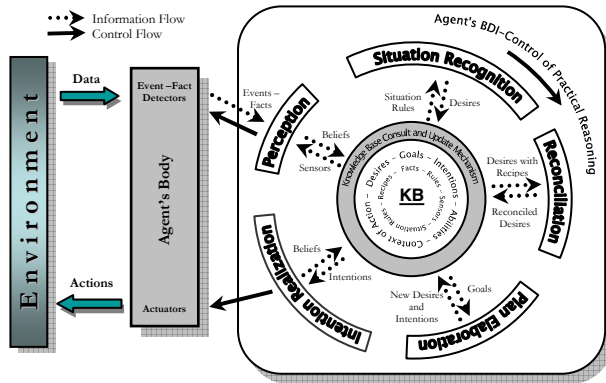 Information Flow
Control Flow
Environment
Data
Actions
Event –Fact
Detectors
Agent's Body
Actuators
Events –
Facts
Agent's BDI-Control of Practical Reasoning
Perception
Situation Recognition
Reconciliation
Plan Elaboration
Intention Realization
Beliefs
Sensors
Situation
Rules
Desires
Desires with
Recipes
Reconciled
Desires
Goals
New Desires
and
Intentions
Beliefs
Intentions
Knowledge Base Consult and Update Mechanism
Desires – Goals – Intentions – Abilities – Context of Action –
Recipes – Facts – Rules – Sensors – Situation Rules –
KB